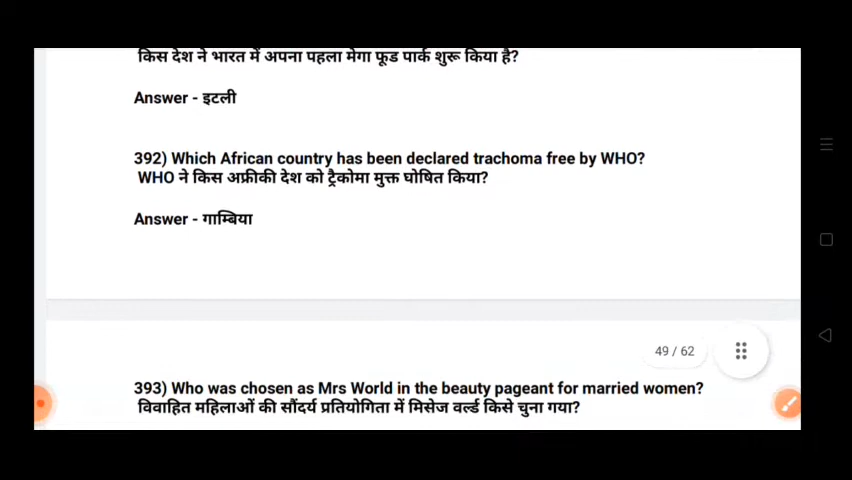 किस देश ने भारत में अपना पहला मेगा फूड पार्क शुरू किया है?
Answer - इटली
392) Which African country has been declared trachoma free by WHO?
WHO ने किस अफ्रीकी देश को ट्रैकोमा मुक्त घोषित किया?
Answer - गाम्बिया
49 / 62
393) Who was chosen as Mrs World in the beauty pageant for married women?
विवाहित महिलाओं की सौंदर्य प्रतियोगिता में मिसेज वर्ल्ड किसे चुना गया?